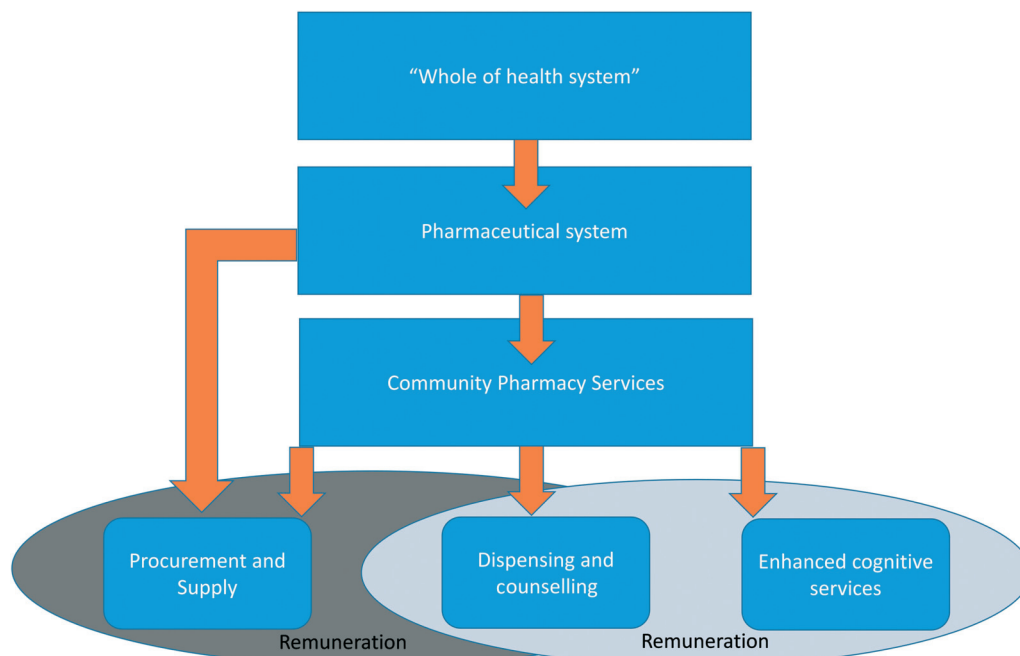 “Whole of health system”
Pharmaceutical system
Community Pharmacy Services
Procurement and
Supply
Dispensing and
counselling
Enhanced cognitive
services
Remuneration
Remuneration